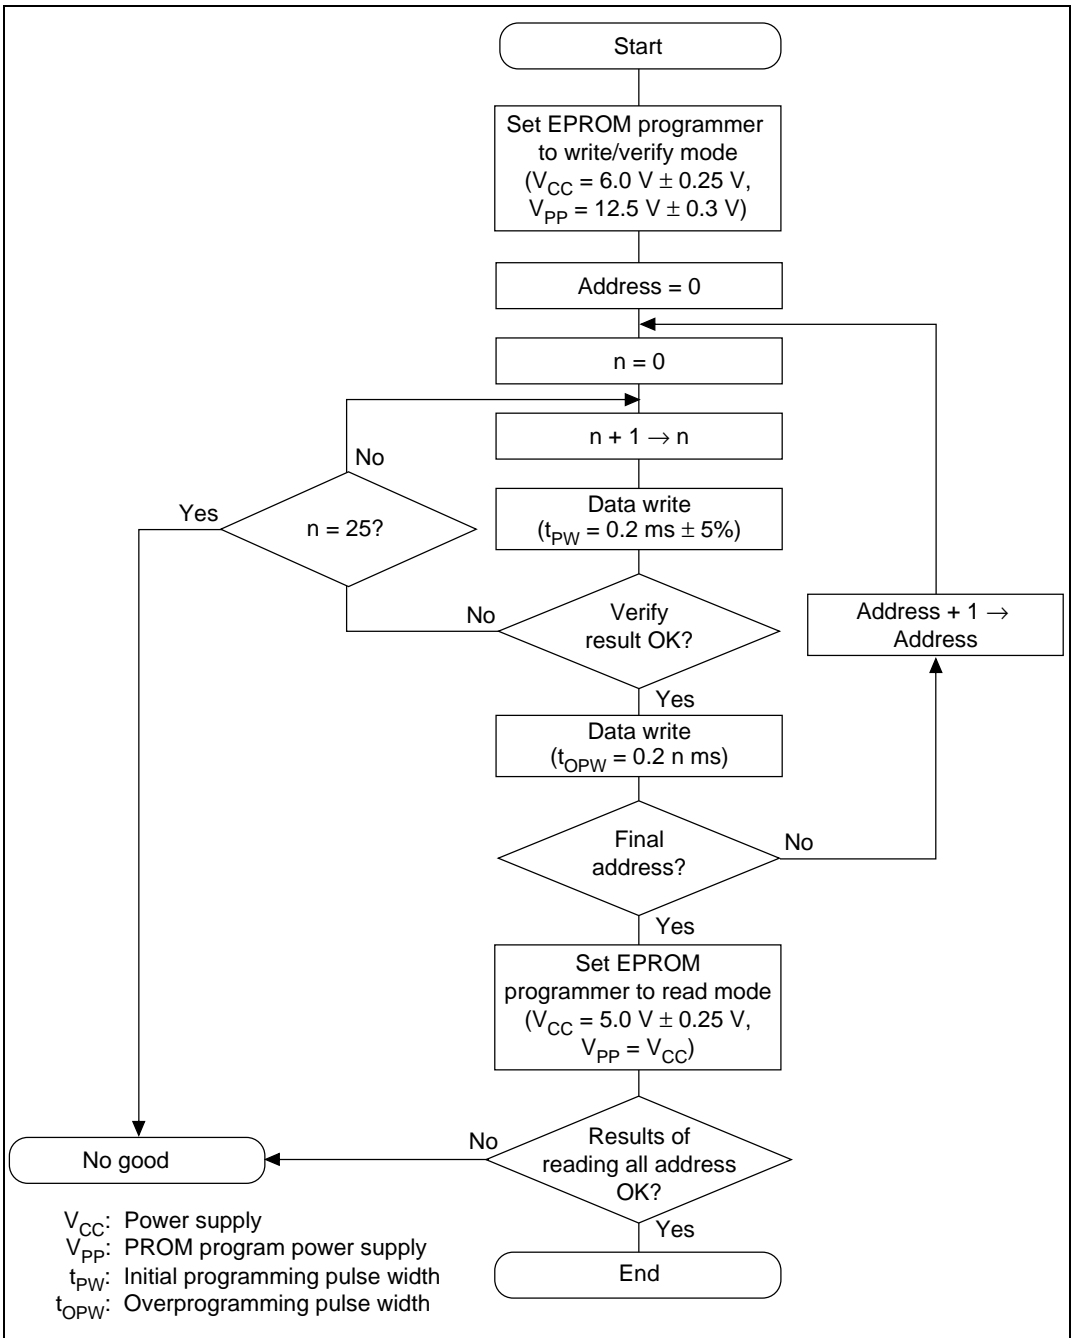 Start
Set EPROM programmer
to write/verify mode
(VCC = 6.0 V ± 0.25 V,
VPP = 12.5 V ± 0.3 V)
Address = 0
n = 0
n + 1 → n
No
Yes
n = 25?
Data write
(tPW = 0.2 ms ± 5%)
No
Verify
result OK?
Address + 1 →
Address
Yes
Data write
(tOPW = 0.2 n ms)
Final
address?
No
Yes
Set EPROM
programmer to read mode
(VCC = 5.0 V ± 0.25 V,
VPP = VCC)
No
Results of
reading all address
OK?
No good
Yes
End
VCC: Power supply
VPP: PROM program power supply
tPW: Initial programming pulse width
tOPW: Overprogramming pulse width